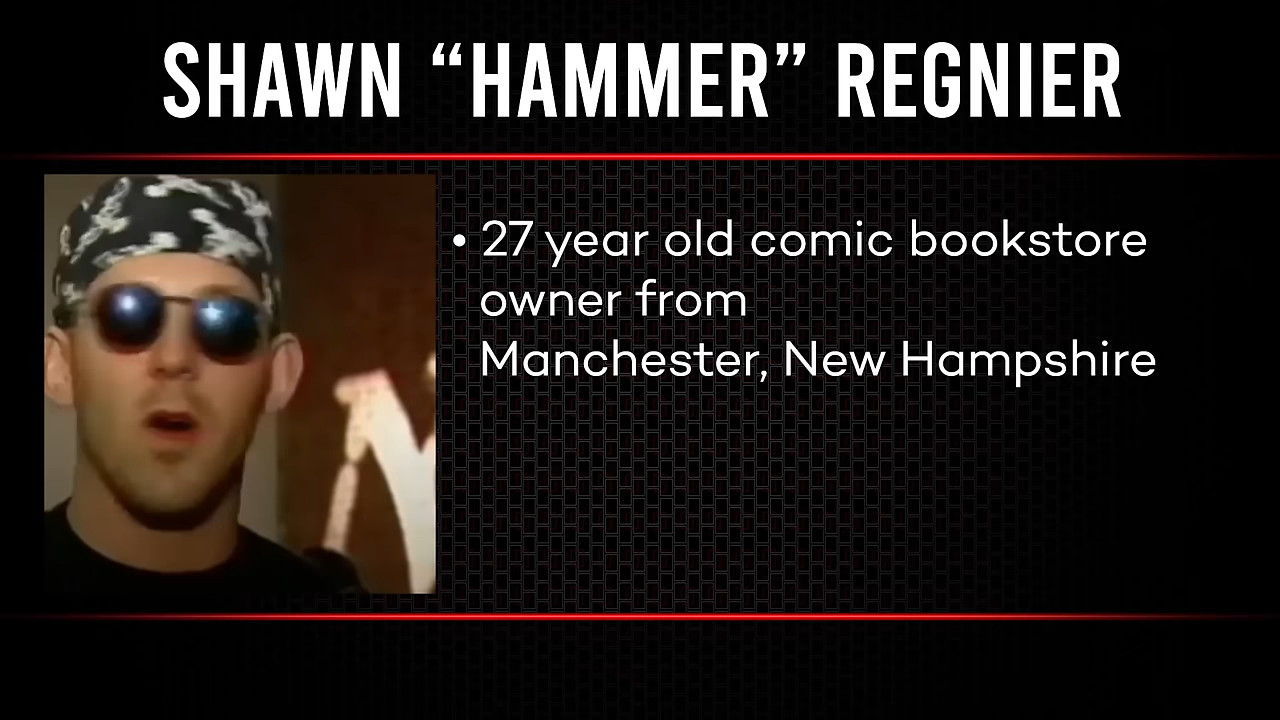 SHAWN “HAMMER” REGNIER
• 27 year old comic bookstore
owner from
Manchester, New Hampshire